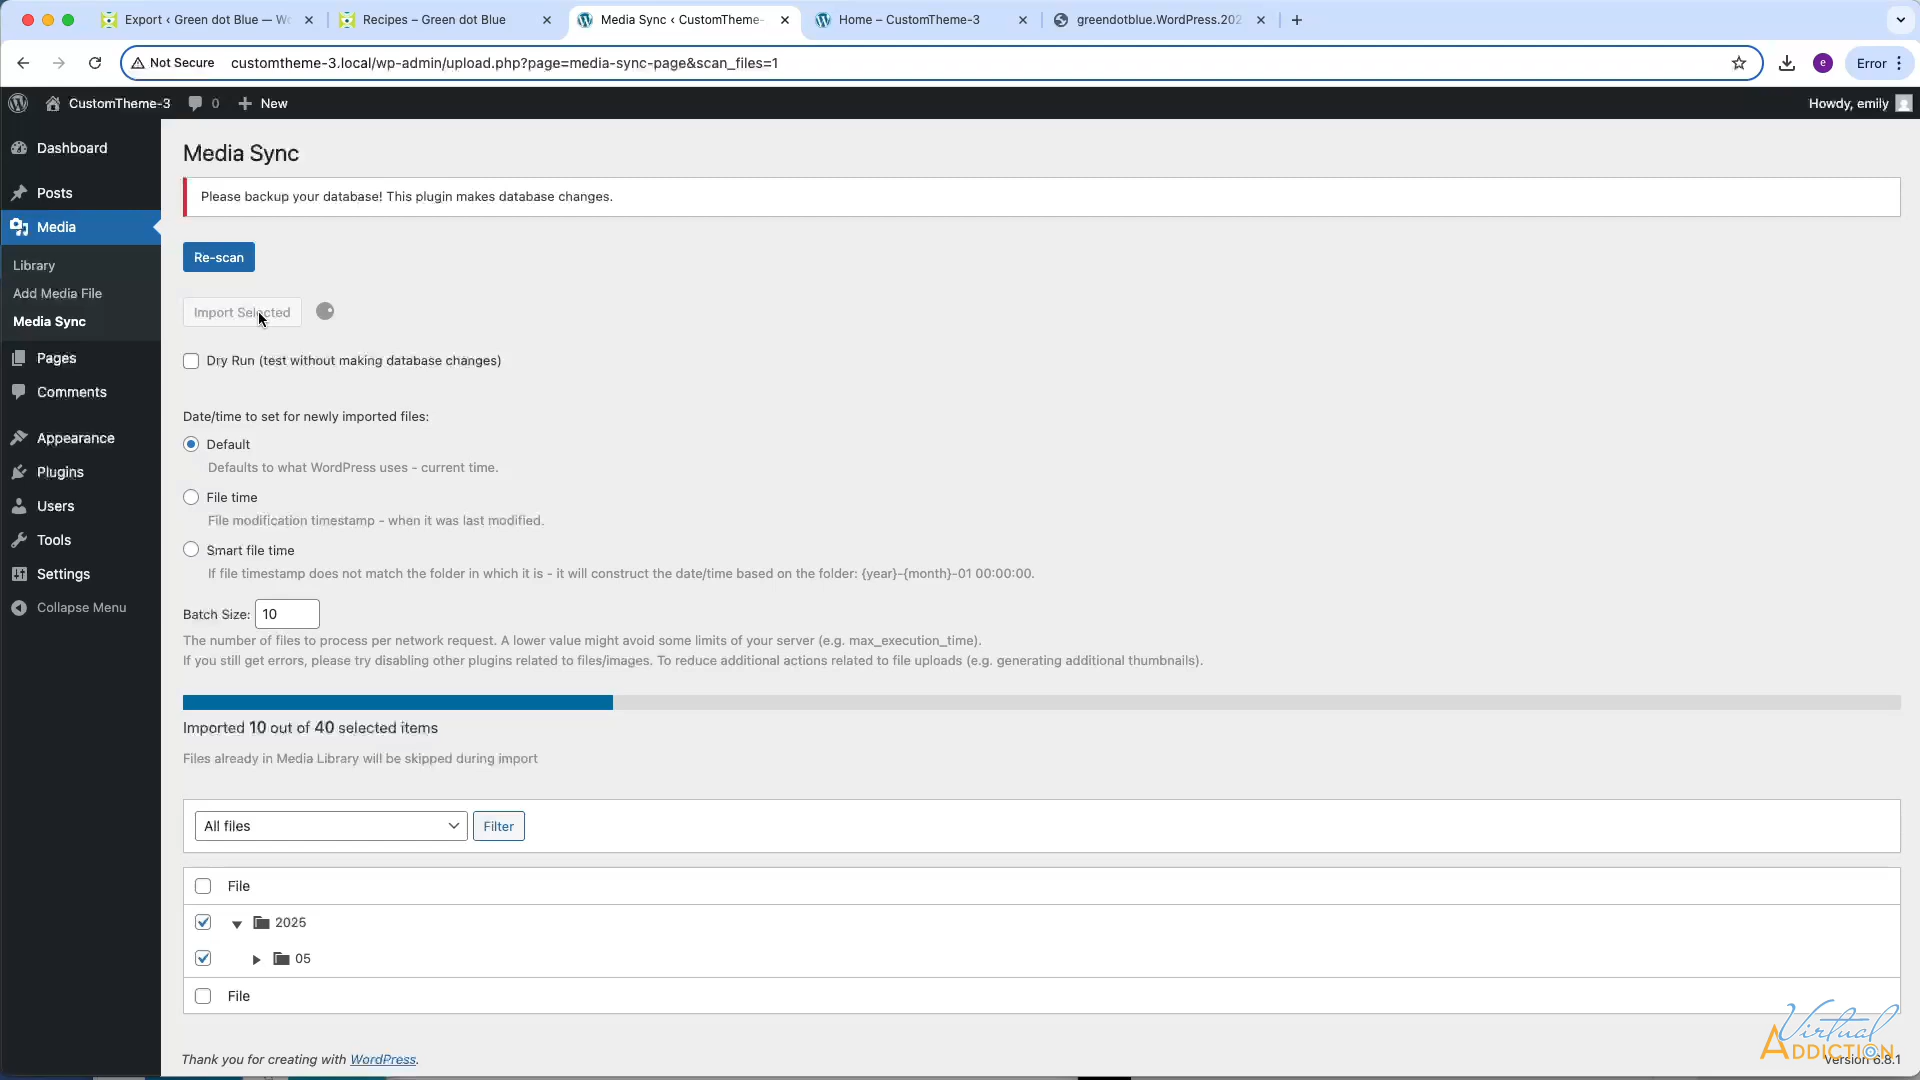 Export ‹ Green dot Blue — Wo
Recipes – Green dot Blue
Media Sync ‹ CustomTheme-
Home – CustomTheme-3
greendotblue.WordPress.202
Not Secure
customtheme-3.local/wp-admin/upload.php?page=media-sync-page&scan_files=1
e
Error
CustomTheme-3
0
New
Howdy, emily
Dashboard
Posts
Media
Library
Add Media File
Media Sync
Pages
Comments
Appearance
Plugins
Users
Tools
Settings
Collapse Menu
Media Sync
Please backup your database! This plugin makes database changes.
Re-scan
Import Selected
Dry Run (test without making database changes)
Date/time to set for newly imported files:
Default
Defaults to what WordPress uses - current time.
File time
File modification timestamp - when it was last modified.
Smart file time
If file timestamp does not match the folder in which it is - it will construct the date/time based on the folder: {year}-{month}-01 00:00:00.
Batch Size: 10
The number of files to process per network request. A lower value might avoid some limits of your server (e.g. max_execution_time).
If you still get errors, please try disabling other plugins related to files/images. To reduce additional actions related to file uploads (e.g. generating additional thumbnails).
Imported 10 out of 40 selected items
Files already in Media Library will be skipped during import
All files
Filter
File
2025
05
File
Thank you for creating with WordPress.
Virtual
ADDICTION
Version 6.8.1